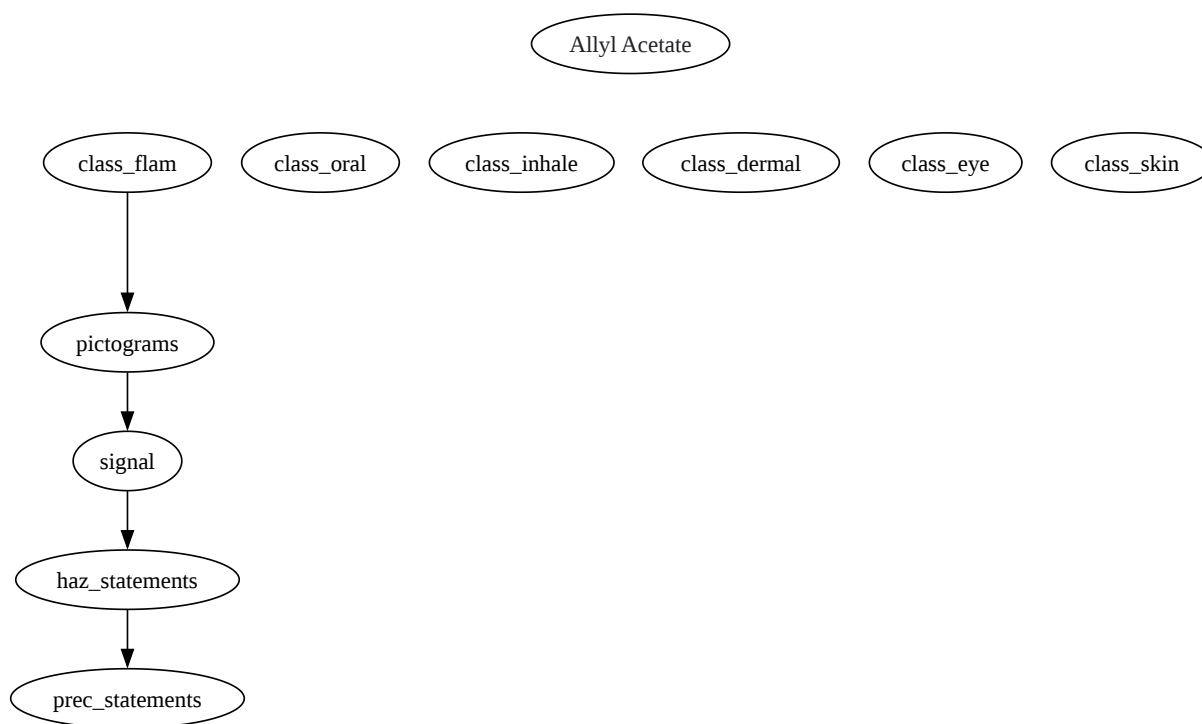 Allyl Acetate
class_flam
class_oral
class_inhale
class_dermal
class_eye
class_skin
pictograms
signal
haz_statements
prec_statements